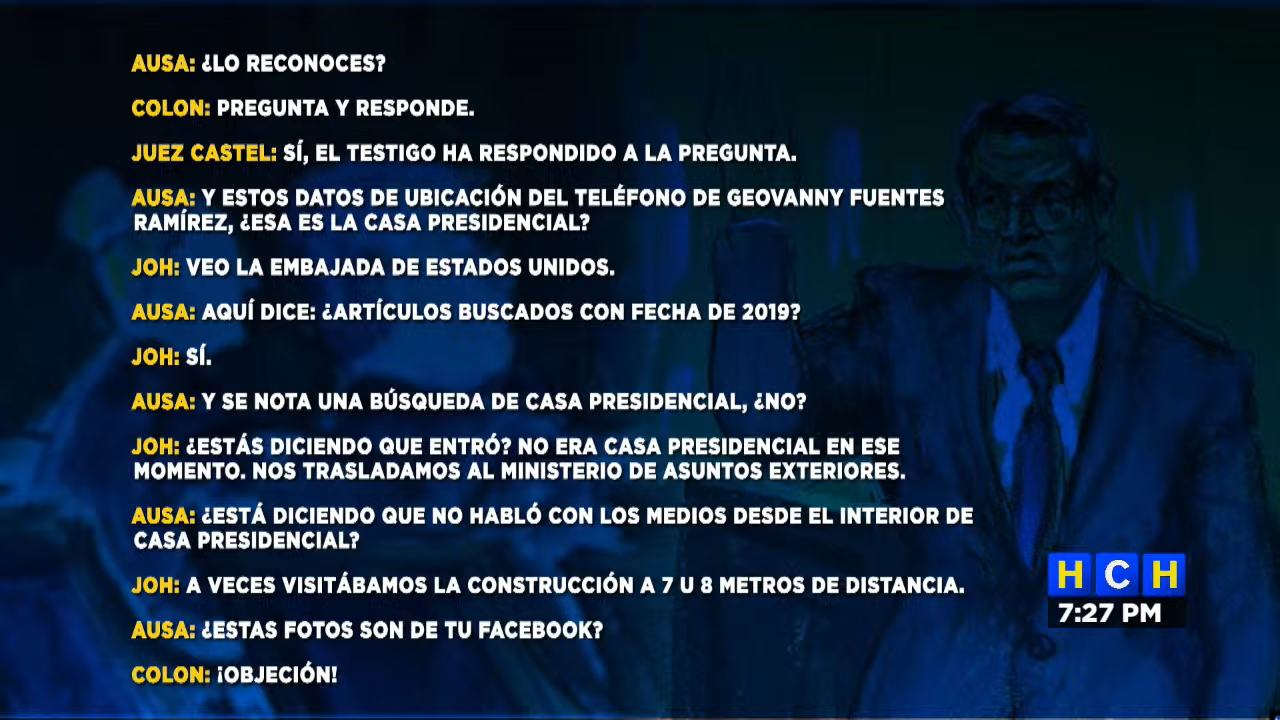 AUSA: ¿LO RECONOCES?
COLON: PREGUNTA Y RESPONDE.
JUEZ CASTEL: SÍ, EL TESTIGO HA RESPONDIDO A LA PREGUNTA.
AUSA: Y ESTOS DATOS DE UBICACIÓN DEL TELÉFONO DE GEOVANNY FUENTES
RAMÍREZ, ¿ESA ES LA CASA PRESIDENCIAL?
JOH: VEO LA EMBAJADA DE ESTADOS UNIDOS.
AUSA: AQUÍ DICE: ¿ARTÍCULOS BUSCADOS CON FECHA DE 2019?
JOH: SÍ.
AUSA: Y SE NOTA UNA BÚSQUEDA DE CASA PRESIDENCIAL, ¿NO?
JOH: ¿ESTÁS DICIENDO QUE ENTRÓ? NO ERA CASA PRESIDENCIAL EN ESE
MOMENTO. NOS TRASLADAMOS AL MINISTERIO DE ASUNTOS EXTERIORES.
AUSA: ¿ESTÁ DICIENDO QUE NO HABLÓ CON LOS MEDIOS DESDE EL INTERIOR DE
CASA PRESIDENCIAL?
JOH: A VECES VISITÁBAMOS LA CONSTRUCCIÓN A 7 U 8 METROS DE DISTANCIA.
AUSA: ¿ESTAS FOTOS SON DE TU FACEBOOK?
COLON: ¡OBJECIÓN!
HCH
7:27 PM